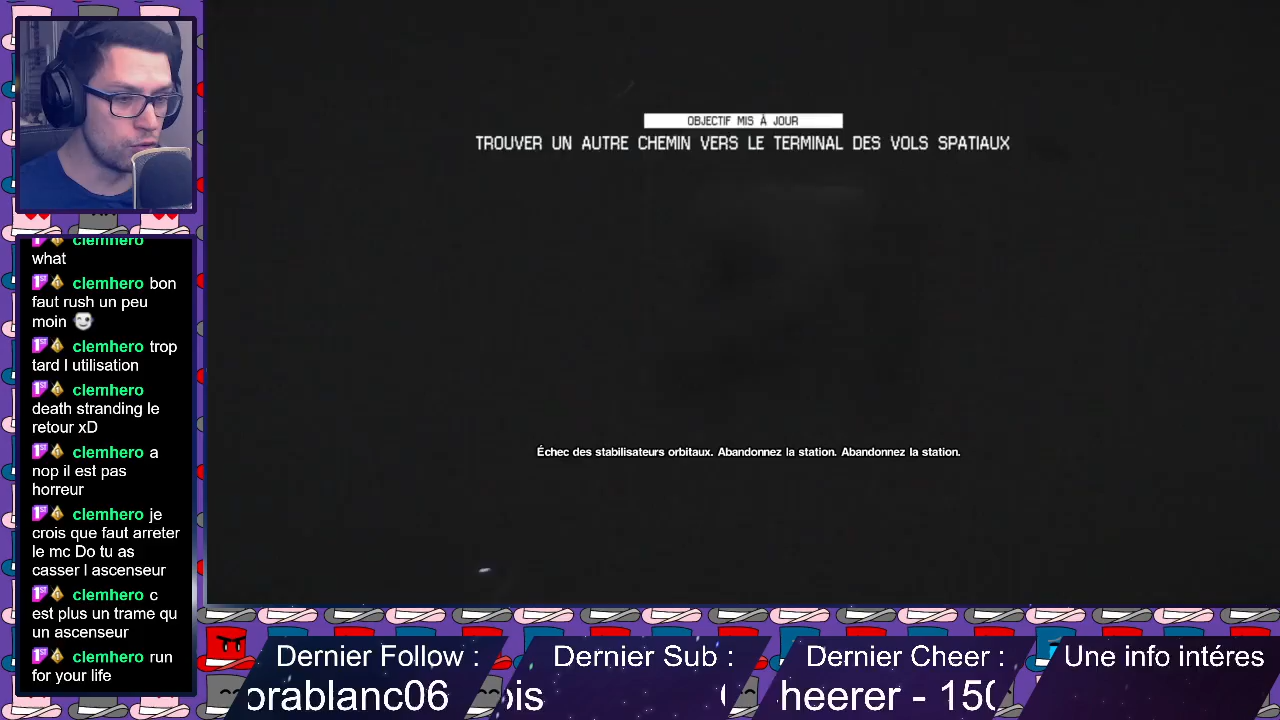 OBJECTIF MIS À JOUR
TROUVER UN AUTRE CHEMIN VERS LE TERMINAL DES VOLS SPATIAUX
Échec des stabilisateurs orbitaux. Abandonnez la station. Abandonnez la station.
clemhero
what
clemhero bon
faut rush un peu
moin
clemhero trop
tard l utilisation
clemhero
death stranding le
retour xD
clemhero a
nop il est pas
horreur
clemhero je
crois que faut arreter
le mc Do tu as
casser l ascenseur
clemhero c
est plus un trame qu
un ascenseur
clemhero run
for your life
Dernier Follow :
orablanc06
Dernier Sub :
ois
Dernier Cheer :
heerer - 150
Une info intéres